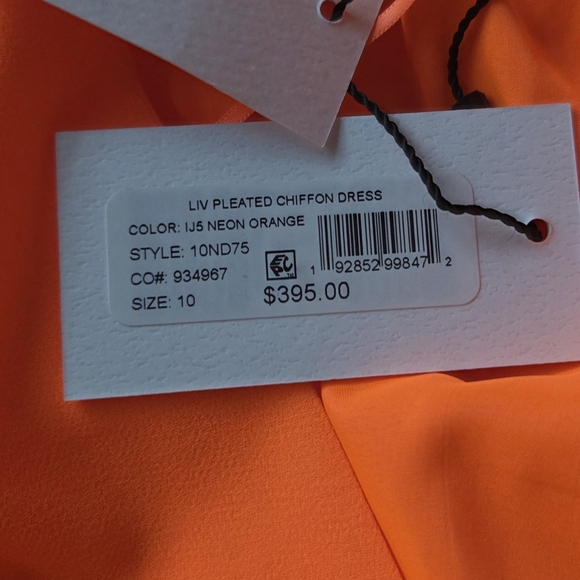 LIV PLEATED CHIFFON DRESS
COLOR: IJ5 NEON ORANGE
STYLE: 10ND75
CO#: 934967
SIZE: 10
1 92852 99847 2
$395.00